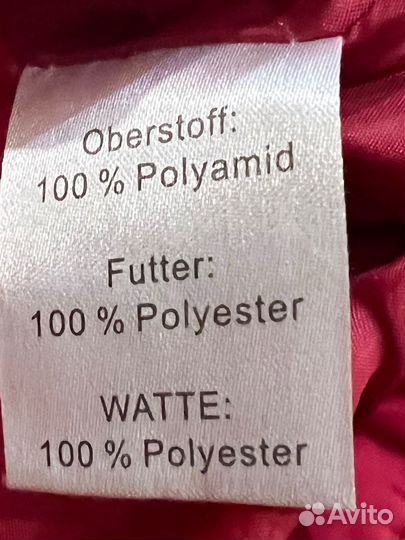 Oberstoff:
100 % Polyamid
Futter:
100 % Polyester
WATTE:
100 % Polyester
Avito